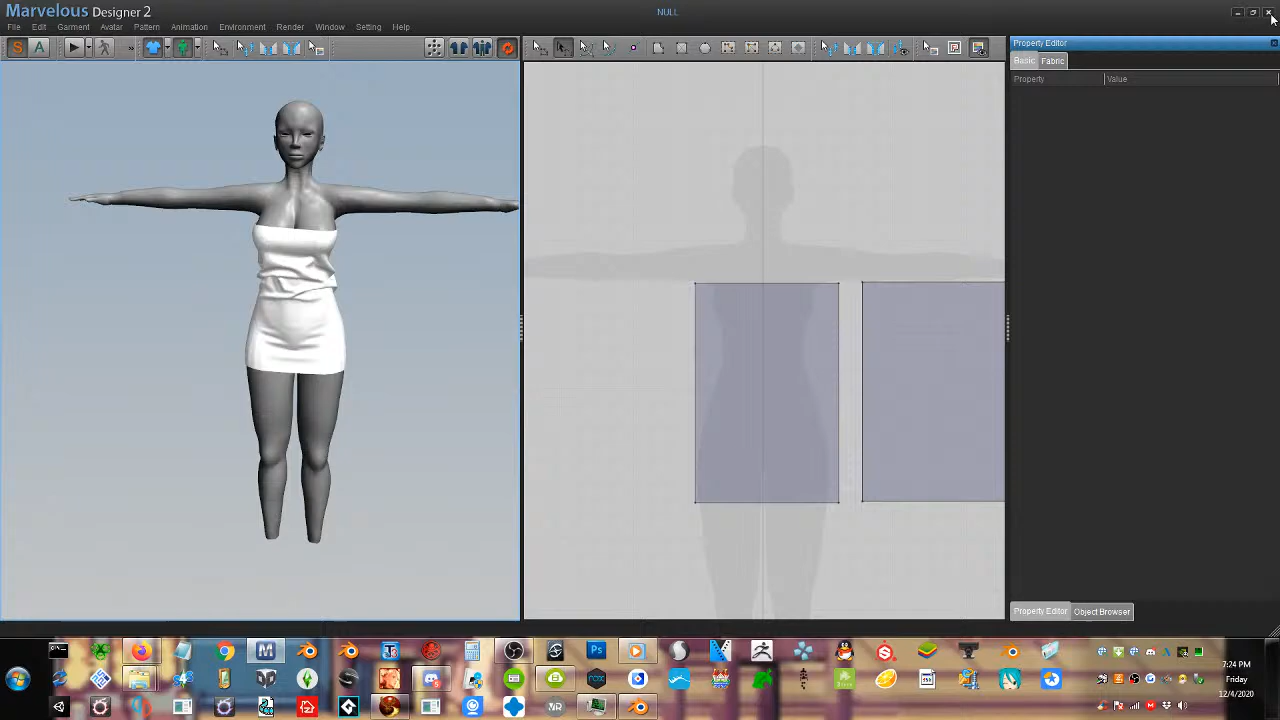 Marvelous Designer 2
NULL
File Edit Garment Avatar Pattern Animation Environment Render Window Setting Help
S A
Property Editor
Basic Fabric
Property Value
Property Editor Object Browser
7:24 PM
Friday
12/4/2020